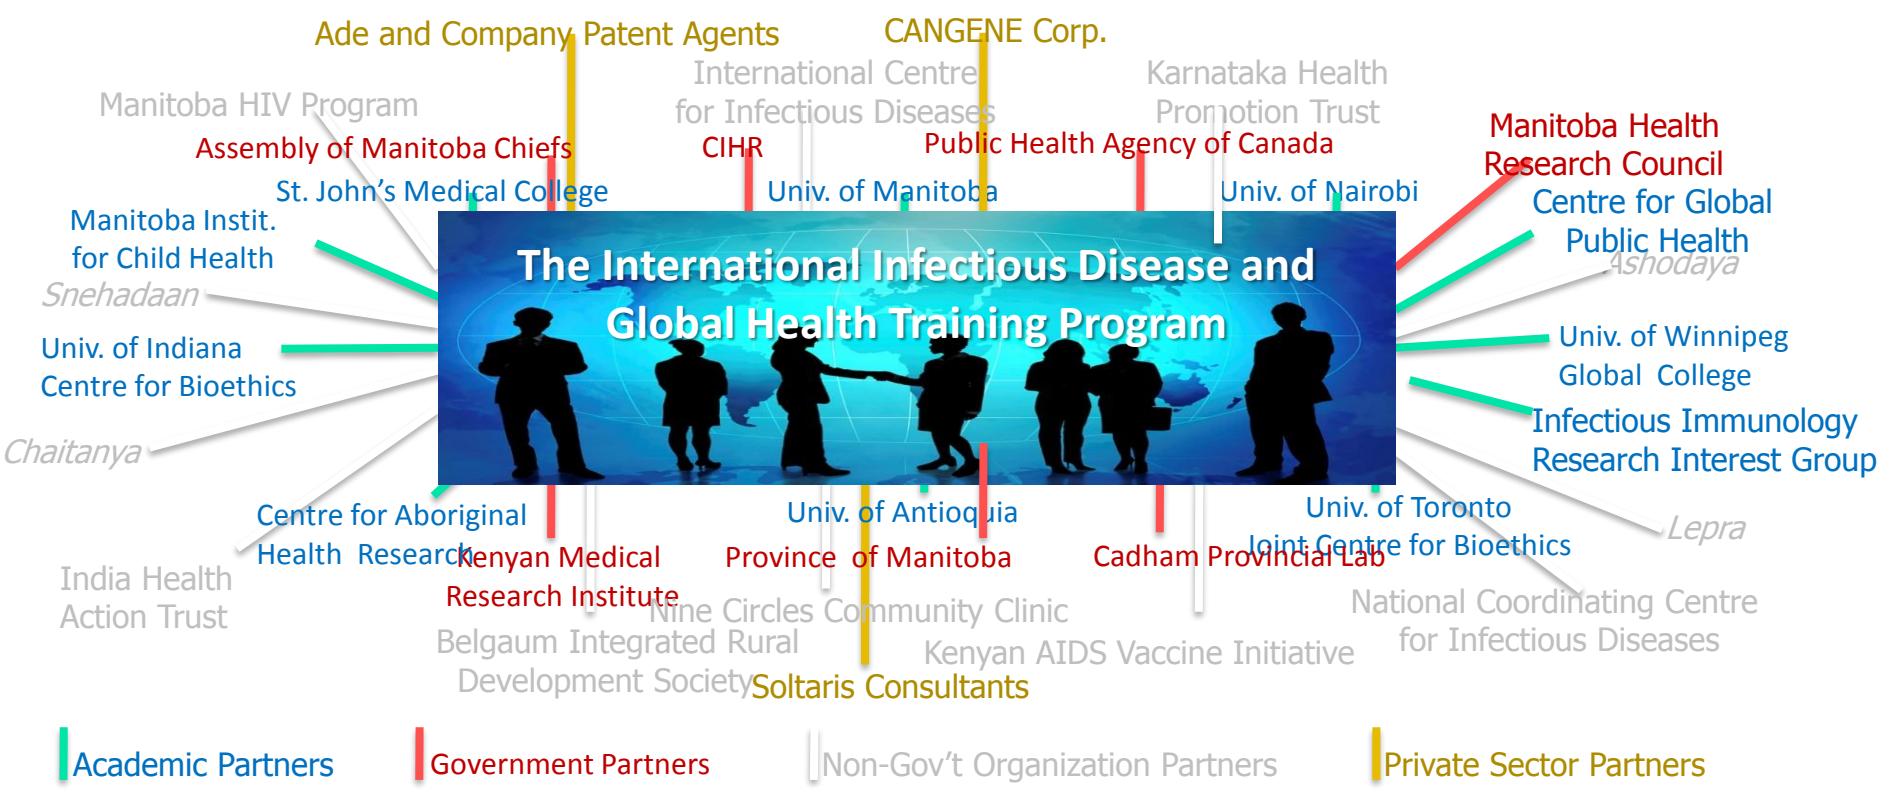 Ade and Company Patent Agents
CANGENE Corp.
International Centre
for Infectious Diseases
Karnataka Health
Promotion Trust
Manitoba HIV Program
Manitoba Health
Research Council
Assembly of Manitoba Chiefs
CIHR
Public Health Agency of Canada
St. John’s Medical College
Univ. of Manitoba
Univ. of Nairobi
Centre for Global
Public Health
Manitoba Instit.
for Child Health
Ashodaya
Snehadaan
The International Infectious Disease and
Global Health Training Program
Univ. of Indiana
Centre for Bioethics
Univ. of Winnipeg
Global College
Chaitanya
Infectious Immunology
Research Interest Group
Centre for Aboriginal
Health Research
Univ. of Antioquia
Univ. of Toronto
Joint Centre for Bioethics
Lepra
Kenyan Medical
Research Institute
Province of Manitoba
Cadham Provincial Lab
India Health
Action Trust
Nine Circles Community Clinic
National Coordinating Centre
for Infectious Diseases
Belgaum Integrated Rural
Development Society
Kenyan AIDS Vaccine Initiative
Soltaris Consultants
Academic Partners
Government Partners
Non-Gov’t Organization Partners
Private Sector Partners